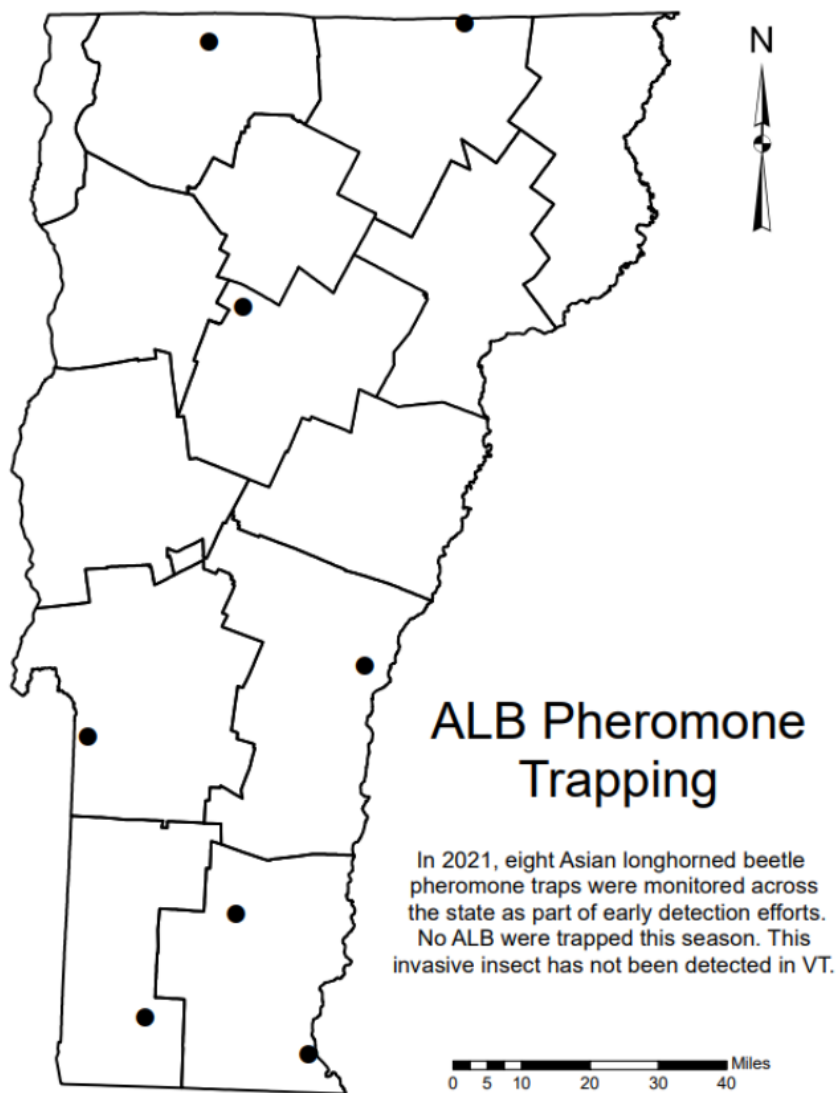 N
ALB Pheromone
Trapping
In 2021, eight Asian longhorned beetle
pheromone traps were monitored across
the state as part of early detection efforts.
No ALB were trapped this season. This
invasive insect has not been detected in VT.
Miles
0 5 10 20 30 40